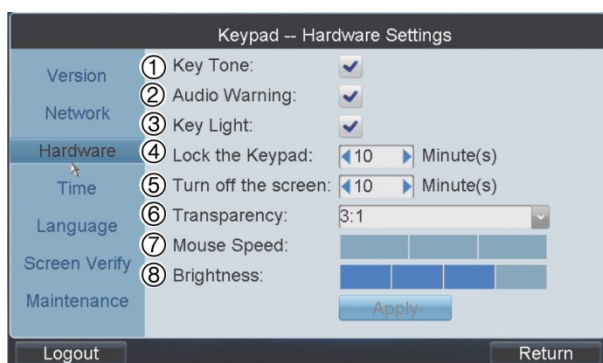 Keypad -- Hardware Settings
Version
Network
Hardware
Time
Language
Screen Verify
Maintenance
① Key Tone:
② Audio Warning:
③ Key Light:
④ Lock the Keypad: 10 Minute(s)
⑤ Turn off the screen: 10 Minute(s)
⑥ Transparency: 3:1
⑦ Mouse Speed:
⑧ Brightness:
Apply
Logout
Return